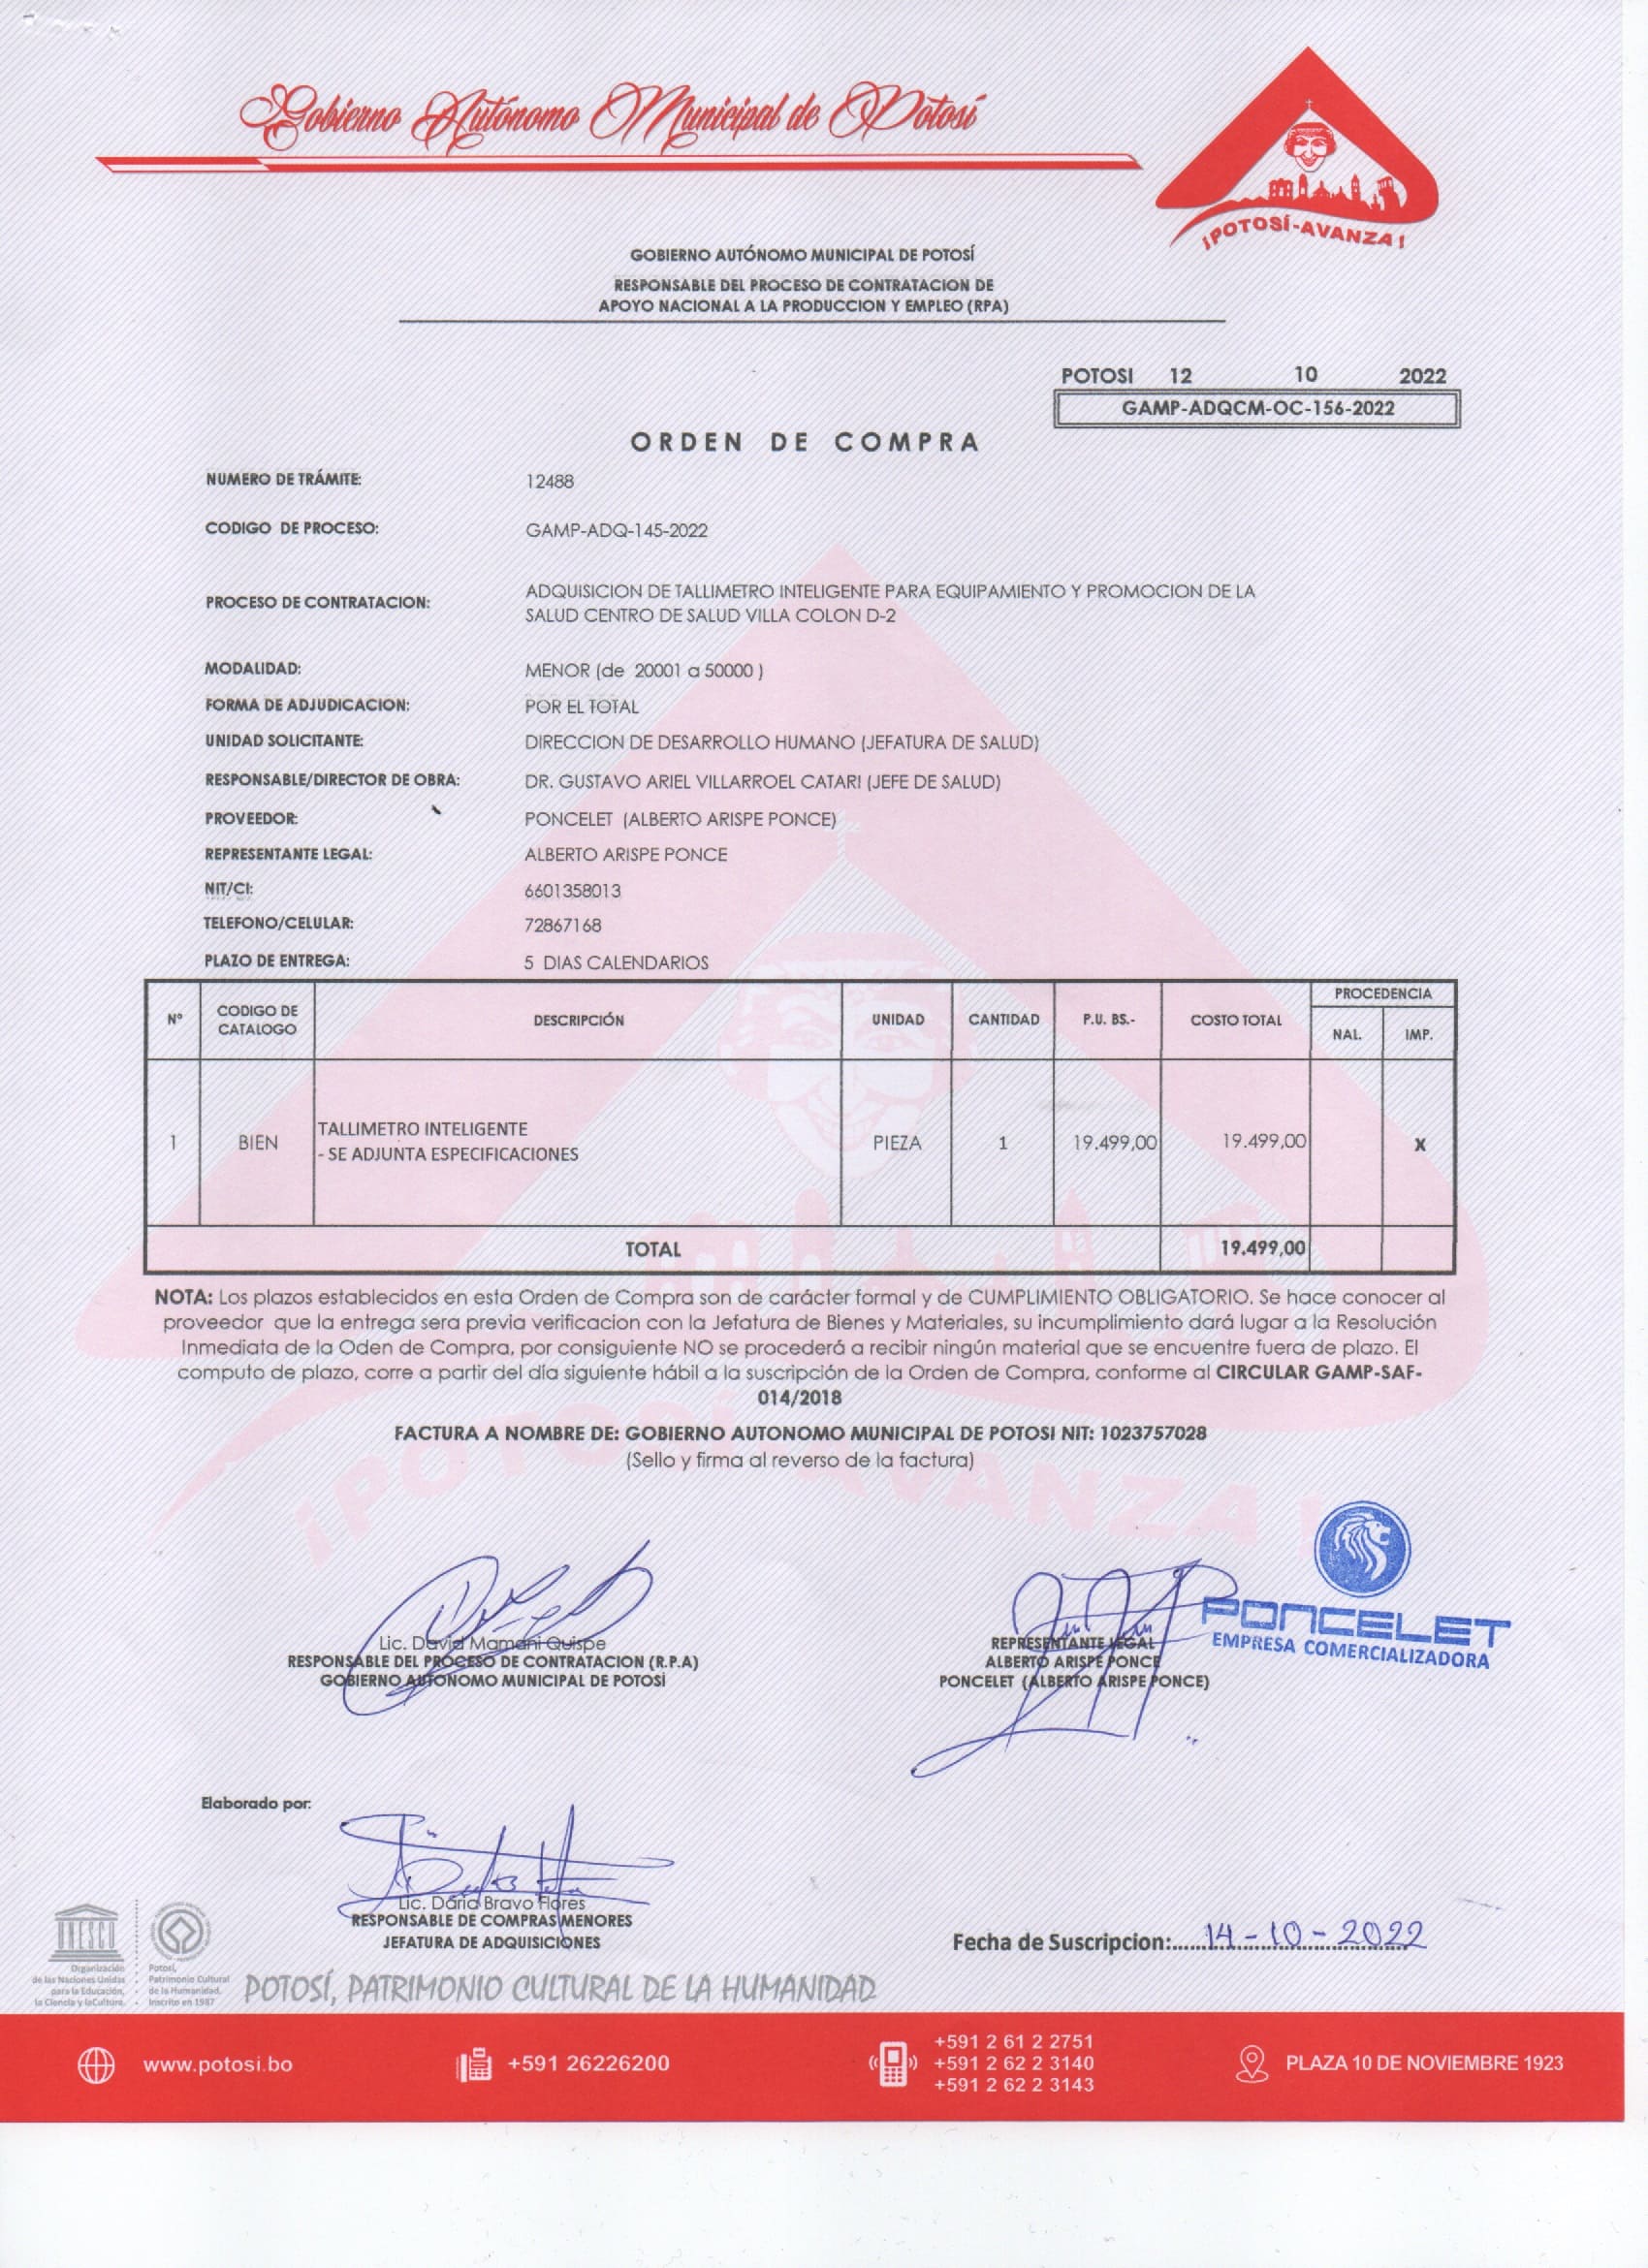 Gobierno Autónomo Municipal de Potosí
¡POTOSÍ-AVANZA!
GOBIERNO AUTÓNOMO MUNICIPAL DE POTOSÍ
RESPONSABLE DEL PROCESO DE CONTRATACION DE
APOYO NACIONAL A LA PRODUCCION Y EMPLEO (RPA)
POTOSI 12 10 2022
GAMP-ADQCM-OC-156-2022
ORDEN DE COMPRA
NUMERO DE TRÁMITE: 12488
CODIGO DE PROCESO: GAMP-ADQ-145-2022
PROCESO DE CONTRATACION: ADQUISICION DE TALLIMETRO INTELIGENTE PARA EQUIPAMIENTO Y PROMOCION DE LA
SALUD CENTRO DE SALUD VILLA COLON D-2
MODALIDAD: MENOR (de 20001 a 50000 )
FORMA DE ADJUDICACION: POR EL TOTAL
UNIDAD SOLICITANTE: DIRECCION DE DESARROLLO HUMANO (JEFATURA DE SALUD)
RESPONSABLE/DIRECTOR DE OBRA: DR. GUSTAVO ARIEL VILLARROEL CATARI (JEFE DE SALUD)
PROVEEDOR: PONCELET (ALBERTO ARISPE PONCE)
REPRESENTANTE LEGAL: ALBERTO ARISPE PONCE
NIT/CI: 6601358013
TELEFONO/CELULAR: 72867168
PLAZO DE ENTREGA: 5 DIAS CALENDARIOS
Nº CODIGO DE CATALOGO DESCRIPCIÓN UNIDAD CANTIDAD P.U. BS.- COSTO TOTAL PROCEDENCIA
NAL. IMP.
1 BIEN TALLIMETRO INTELIGENTE PIEZA 1 19.499,00 19.499,00 X
- SE ADJUNTA ESPECIFICACIONES
TOTAL 19.499,00
NOTA: Los plazos establecidos en esta Orden de Compra son de carácter formal y de CUMPLIMIENTO OBLIGATORIO. Se hace conocer al
proveedor que la entrega sera previa verificacion con la Jefatura de Bienes y Materiales, su incumplimiento dará lugar a la Resolución
Inmediata de la Oden de Compra, por consiguiente NO se procederá a recibir ningún material que se encuentre fuera de plazo. El
computo de plazo, corre a partir del día siguiente hábil a la suscripción de la Orden de Compra, conforme al CIRCULAR GAMP-SAF-
014/2018
FACTURA A NOMBRE DE: GOBIERNO AUTONOMO MUNICIPAL DE POTOSI NIT: 1023757028
(Sello y firma al reverso de la factura)
¡POTOSÍ-AVANZA!
Lic. David Mamani Quispe
RESPONSABLE DEL PROCESO DE CONTRATACION (R.P.A)
GOBIERNO AUTONOMO MUNICIPAL DE POTOSÍ
REPRESENTANTE LEGAL
ALBERTO ARISPE PONCE
PONCELET (ALBERTO ARISPE PONCE)
PONCELET
EMPRESA COMERCIALIZADORA
Elaborado por:
Lic. Daria Bravo Flores
RESPONSABLE DE COMPRAS MENORES
JEFATURA DE ADQUISICIONES
Fecha de Suscripcion:......14-10-2022
UNESCO
Organización
de las Naciones Unidas
para la Educación,
la Ciencia y laCultura.
Potosí,
Patrimonio Cultural
de la Humanidad.
Inscrito en 1987
POTOSÍ, PATRIMONIO CULTURAL DE LA HUMANIDAD
www.potosi.bo
+591 26226200
+591 2 61 2 2751
+591 2 62 2 3140
+591 2 62 2 3143
PLAZA 10 DE NOVIEMBRE 1923